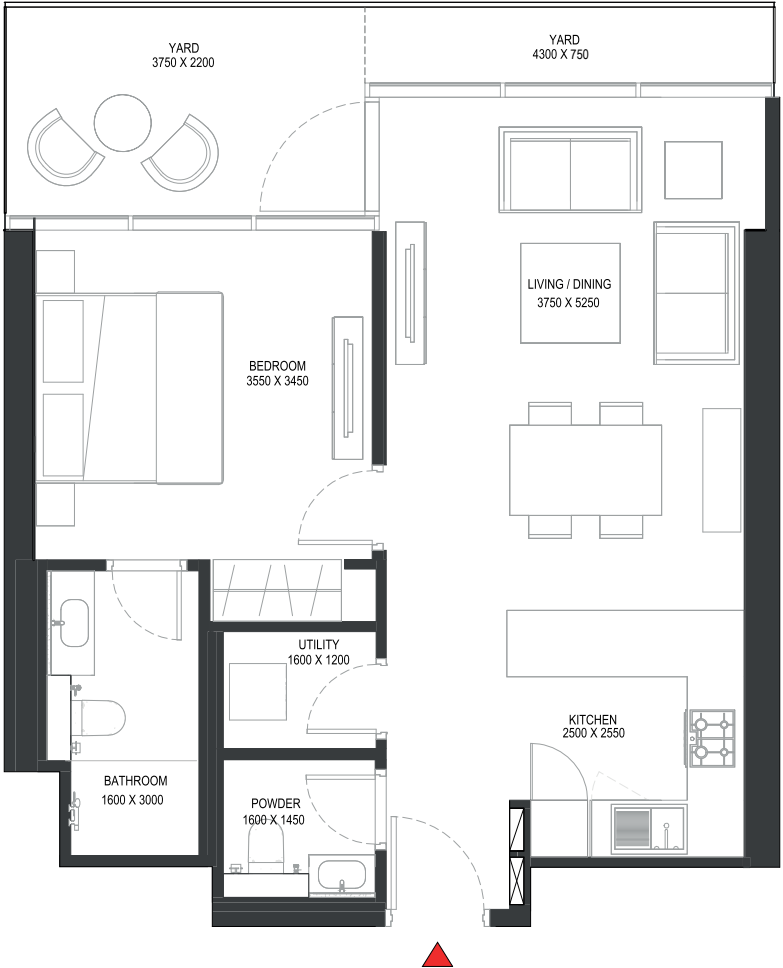 YARD
3750 X 2200
YARD
4300 X 750
LIVING / DINING
3750 X 5250
BEDROOM
3550 X 3450
UTILITY
1600 X 1200
KITCHEN
2500 X 2550
BATHROOM
1600 X 3000
POWDER
1600 X 1450